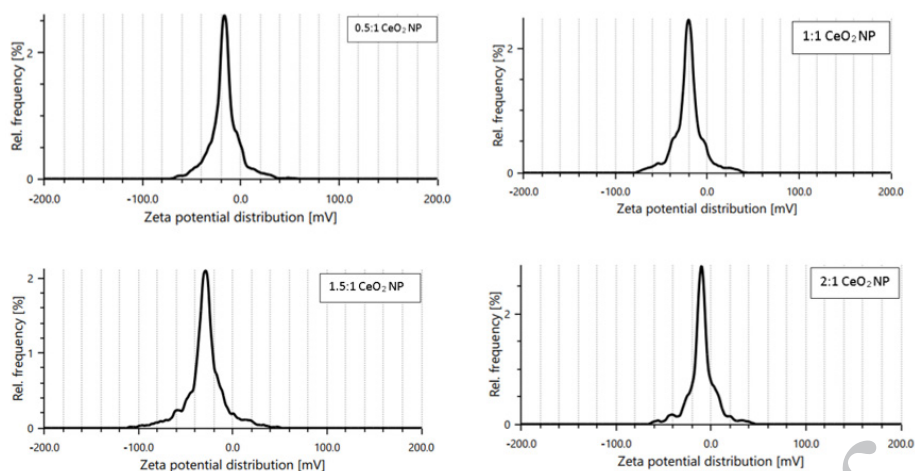 0.5:1 CeO₂ NP
Rel. frequency [%]
2
0
-200.0 -100.0 0.0 100.0 200.0
Zeta potential distribution [mV]
1:1 CeO₂ NP
Rel. frequency [%]
2
0
-200.0 -100.0 0.0 100.0 200.0
Zeta potential distribution [mV]
1.5:1 CeO₂ NP
Rel. frequency [%]
2
1
0
-200.0 -100.0 0.0 100.0 200.0
Zeta potential distribution [mV]
2:1 CeO₂ NP
Rel. frequency [%]
2
0
-200.0 -100.0 0.0 100.0 200.0
Zeta potential distribution [mV]